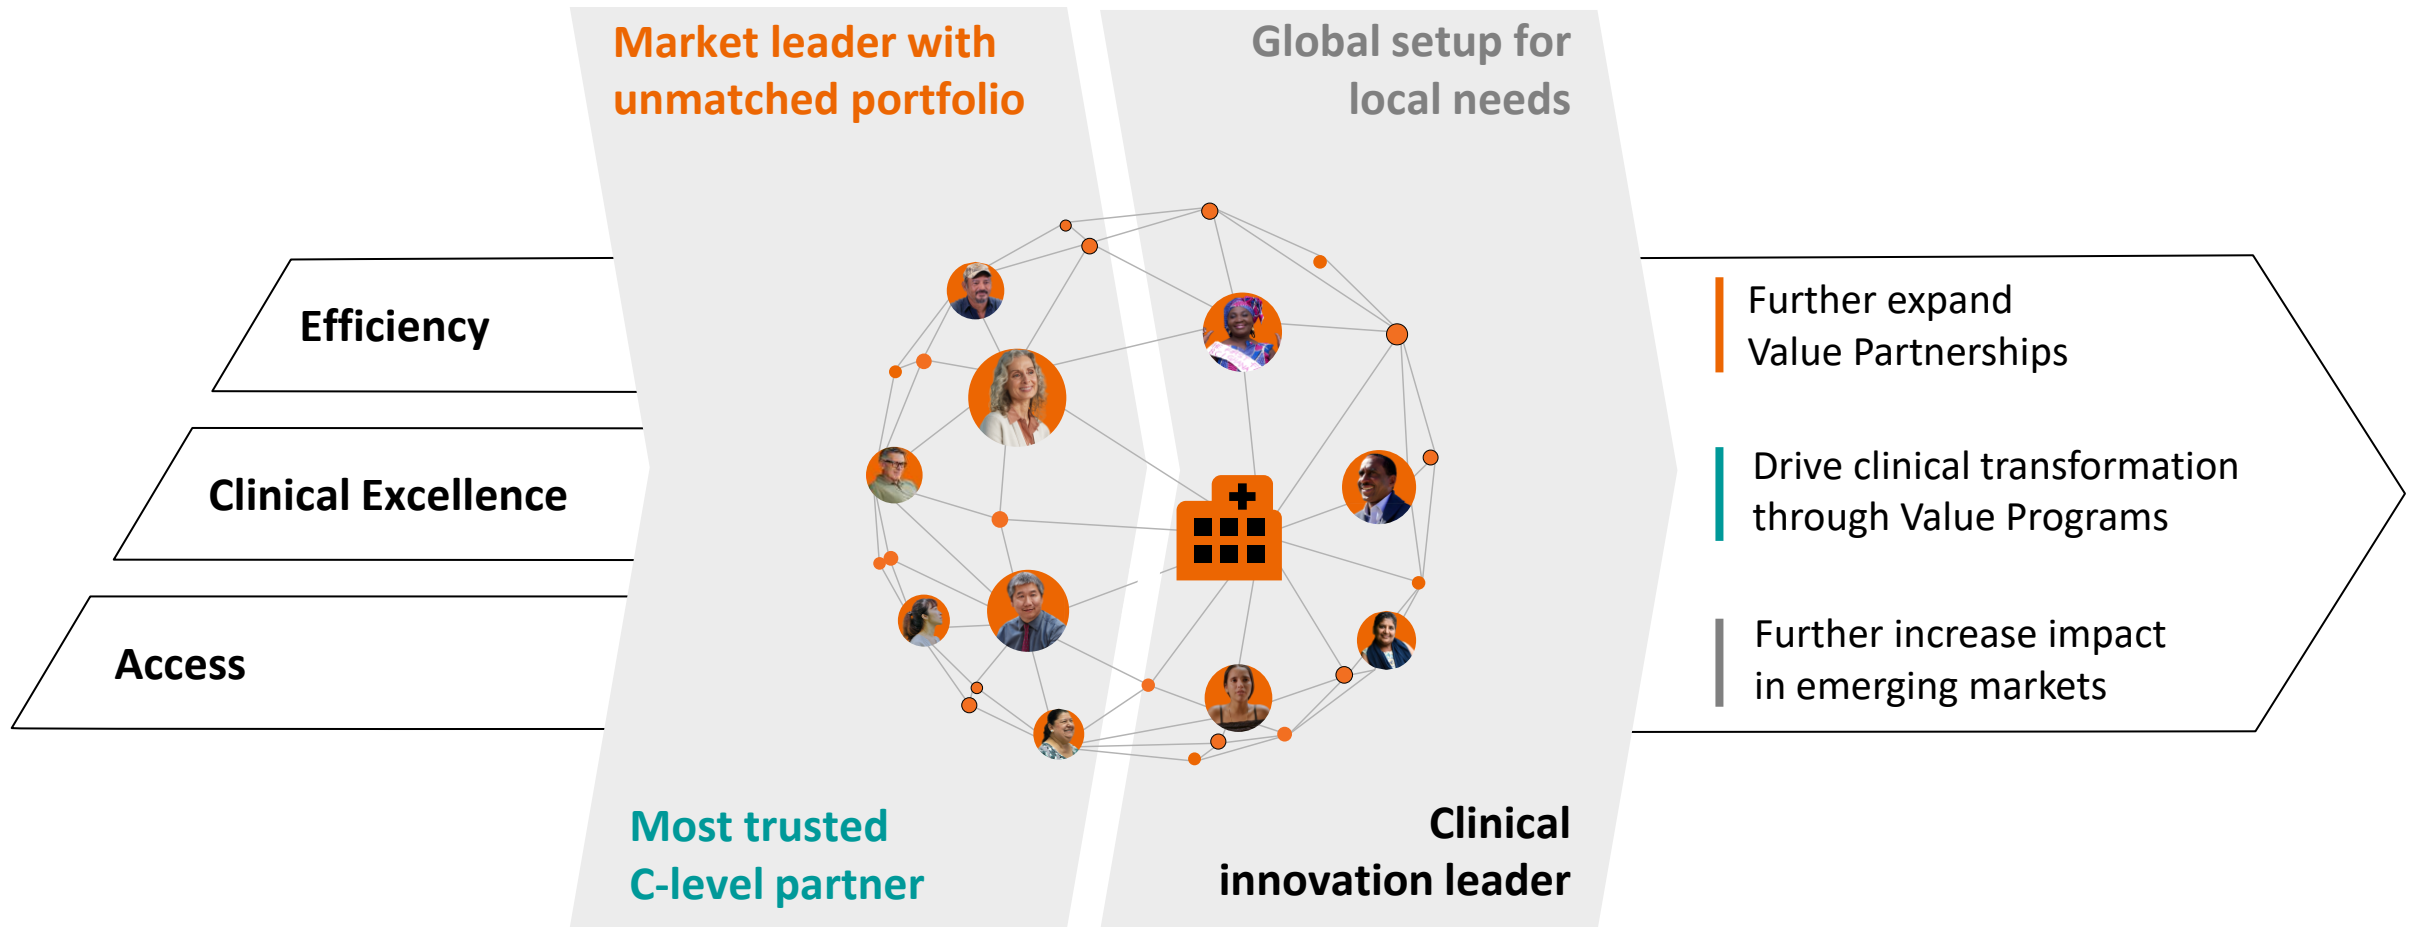 Market leader with
unmatched portfolio
Global setup for
local needs
Efficiency
Clinical Excellence
Access
Further expand
Value Partnerships
Drive clinical transformation
through Value Programs
Further increase impact
in emerging markets
Most trusted
C-level partner
Clinical
innovation leader